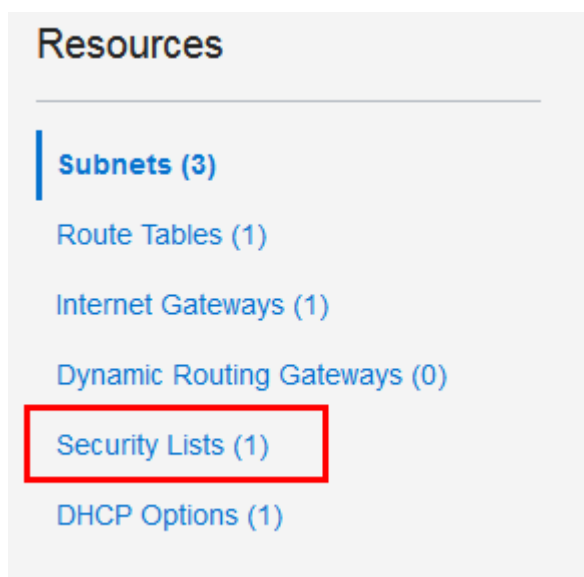 Resources
Subnets (3)
Route Tables (1)
Internet Gateways (1)
Dynamic Routing Gateways (0)
Security Lists (1)
DHCP Options (1)